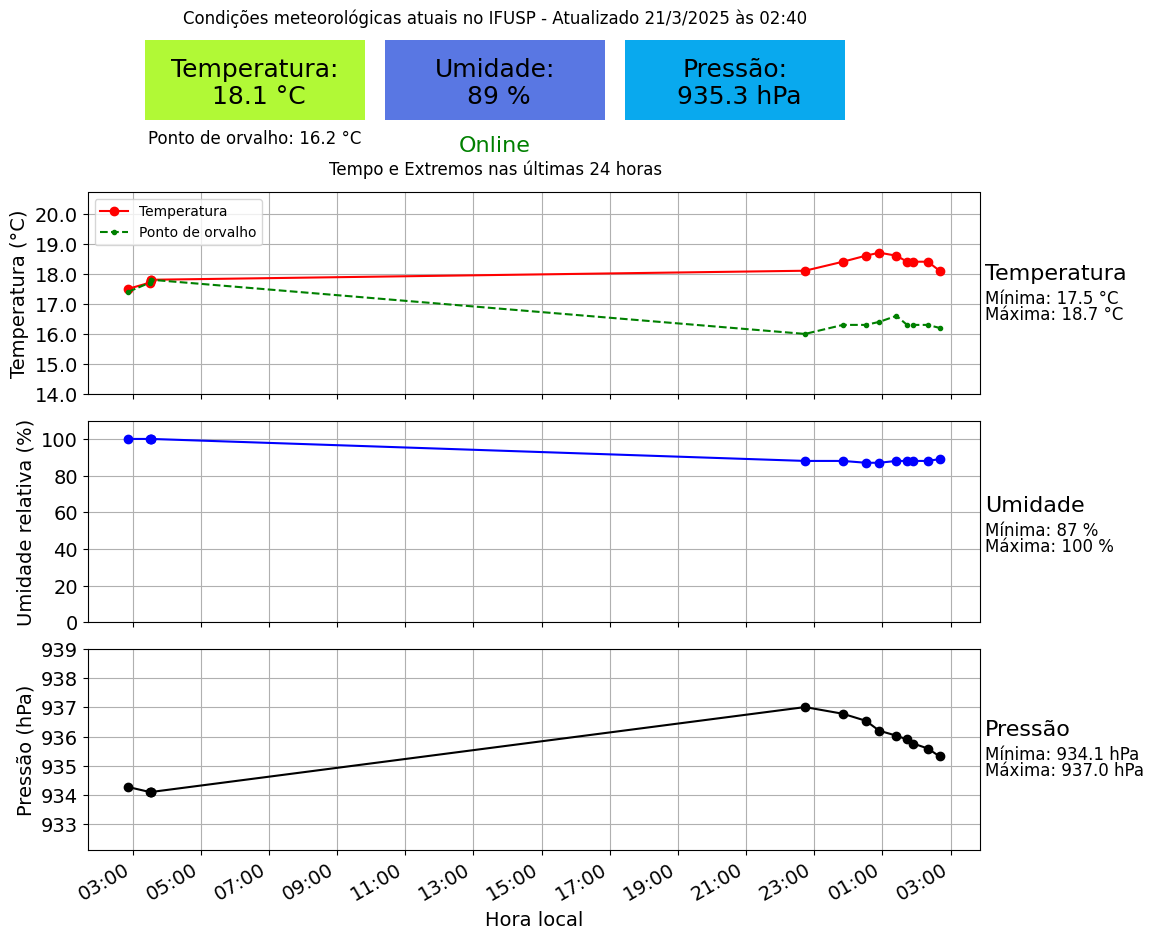 Condições meteorológicas atuais no IFUSP - Atualizado 21/3/2025 às 02:40
Temperatura:
18.1 °C
Umidade:
89 %
Pressão:
935.3 hPa
Ponto de orvalho: 16.2 °C
Online
Tempo e Extremos nas últimas 24 horas
Temperatura (°C)
20.0
19.0
18.0
17.0
16.0
15.0
14.0
Temperatura
Ponto de orvalho
Temperatura
Mínima: 17.5 °C
Máxima: 18.7 °C
Umidade relativa (%)
100
80
60
40
20
0
Umidade
Mínima: 87 %
Máxima: 100 %
Pressão (hPa)
939
938
937
936
935
934
933
Pressão
Mínima: 934.1 hPa
Máxima: 937.0 hPa
03:00
05:00
07:00
09:00
11:00
13:00
15:00
17:00
19:00
21:00
23:00
01:00
03:00
Hora local